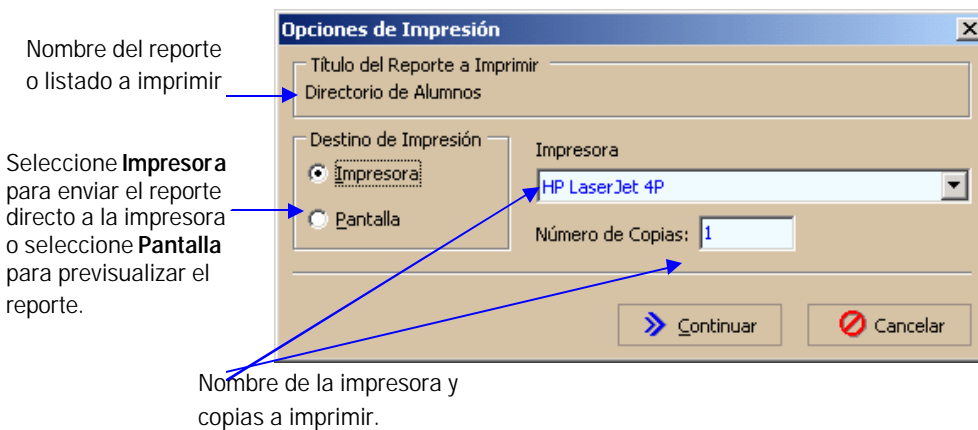 Nombre del reporte
o listado a imprimir
Seleccione Impresora
para enviar el reporte
directo a la impresora
o seleccione Pantalla
para previsualizar el
reporte.
Opciones de Impresión
Título del Reporte a Imprimir
Directorio de Alumnos
Destino de Impresión
Impresora
Pantalla
Impresora
HP LaserJet 4P
Número de Copias: 1
Continuar
Cancelar
Nombre de la impresora y
copias a imprimir.